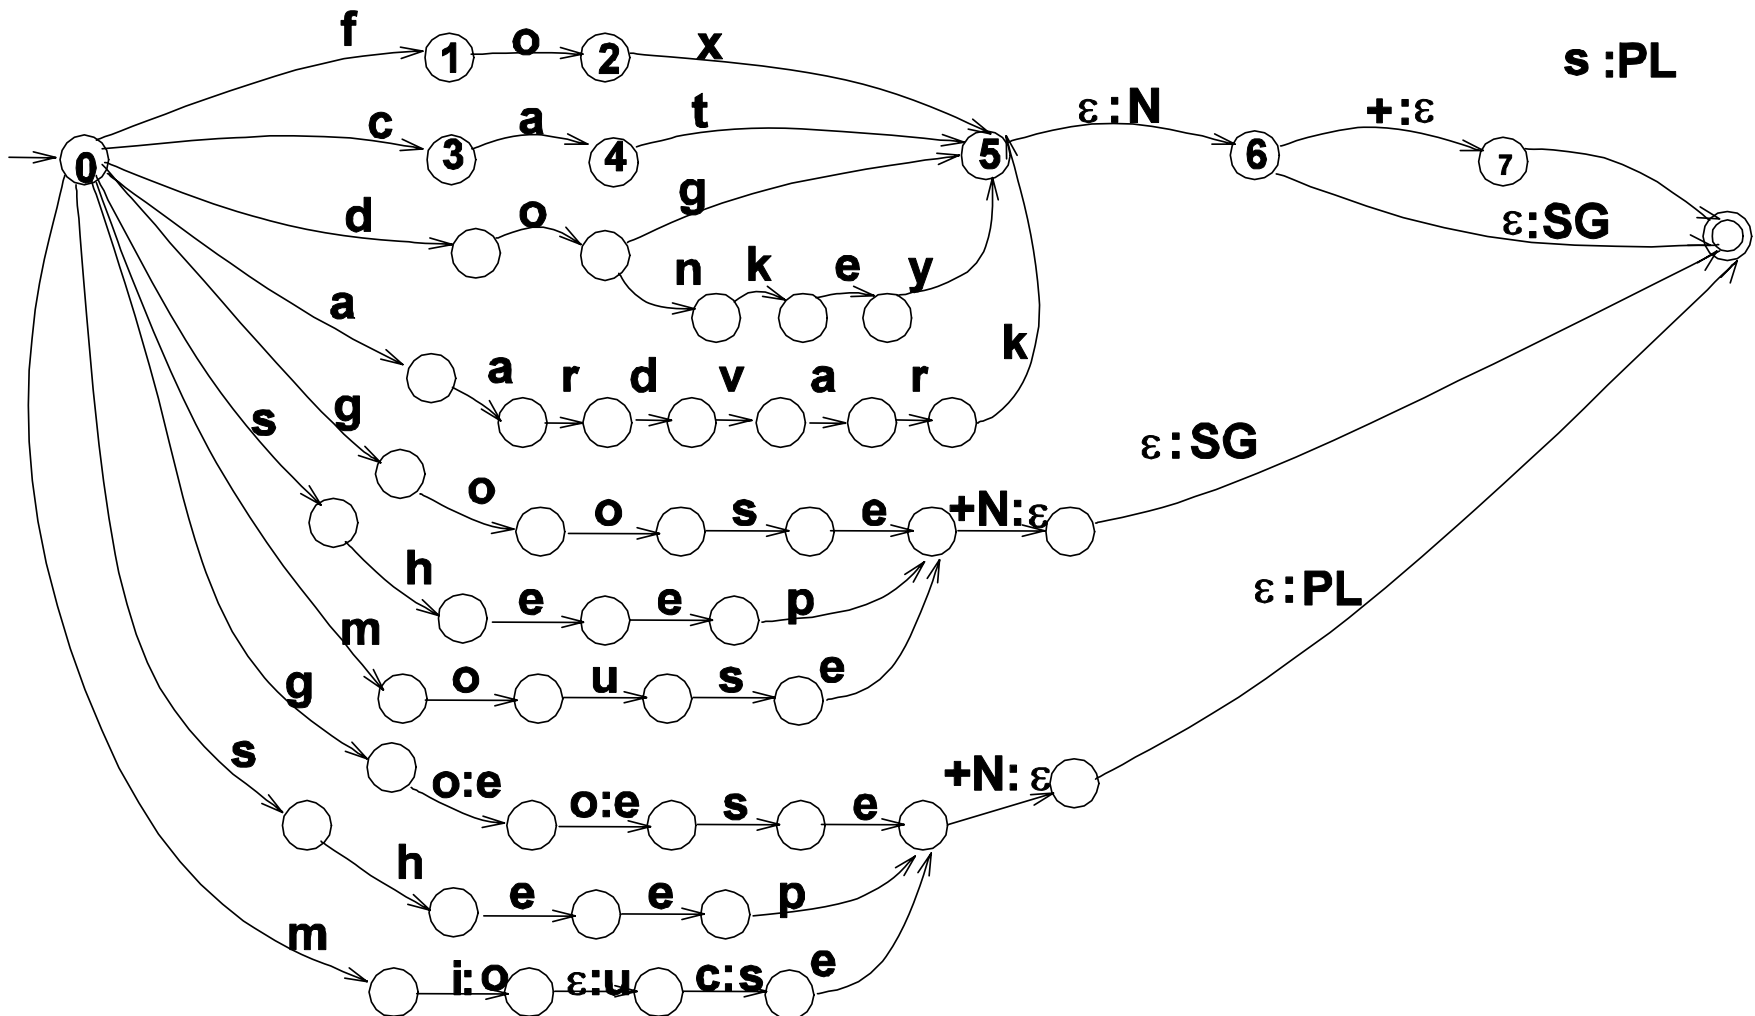 f o x
s :PL
c a t
ε:N
+:ε
0
1
2
3
4
5
6
7
d o g
ε:SG
n k e y
a a r d v a r k
g o o s e +N:ε
ε:SG
s h e e p
ε:PL
m o u s e
g o:e o:e s e +N: ε
s h e e p
m i:o ε:u c:s e